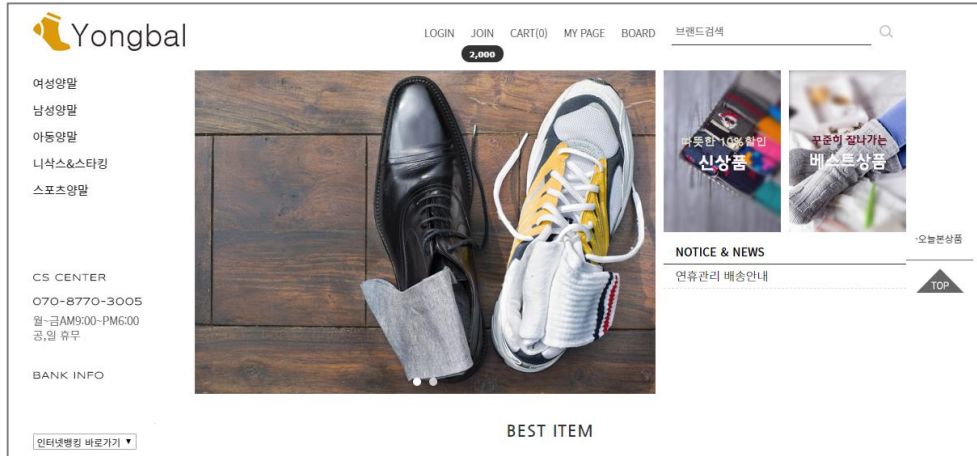 Yongbal
LOGIN JOIN CART(0) MY PAGE BOARD 브랜드검색
2,000
여성양말
남성양말
아동양말
니삭스&스타킹
스포츠양말
CS CENTER
070-8770-3005
월~금AM9:00~PM6:00
공,일 휴무
BANK INFO
인터넷뱅킹 바로가기 ▼
따뜻한 10%할인
신상품
꾸준히 잘나가는
베스트상품
NOTICE & NEWS
연휴관리 배송안내
-오늘본상품
TOP
BEST ITEM